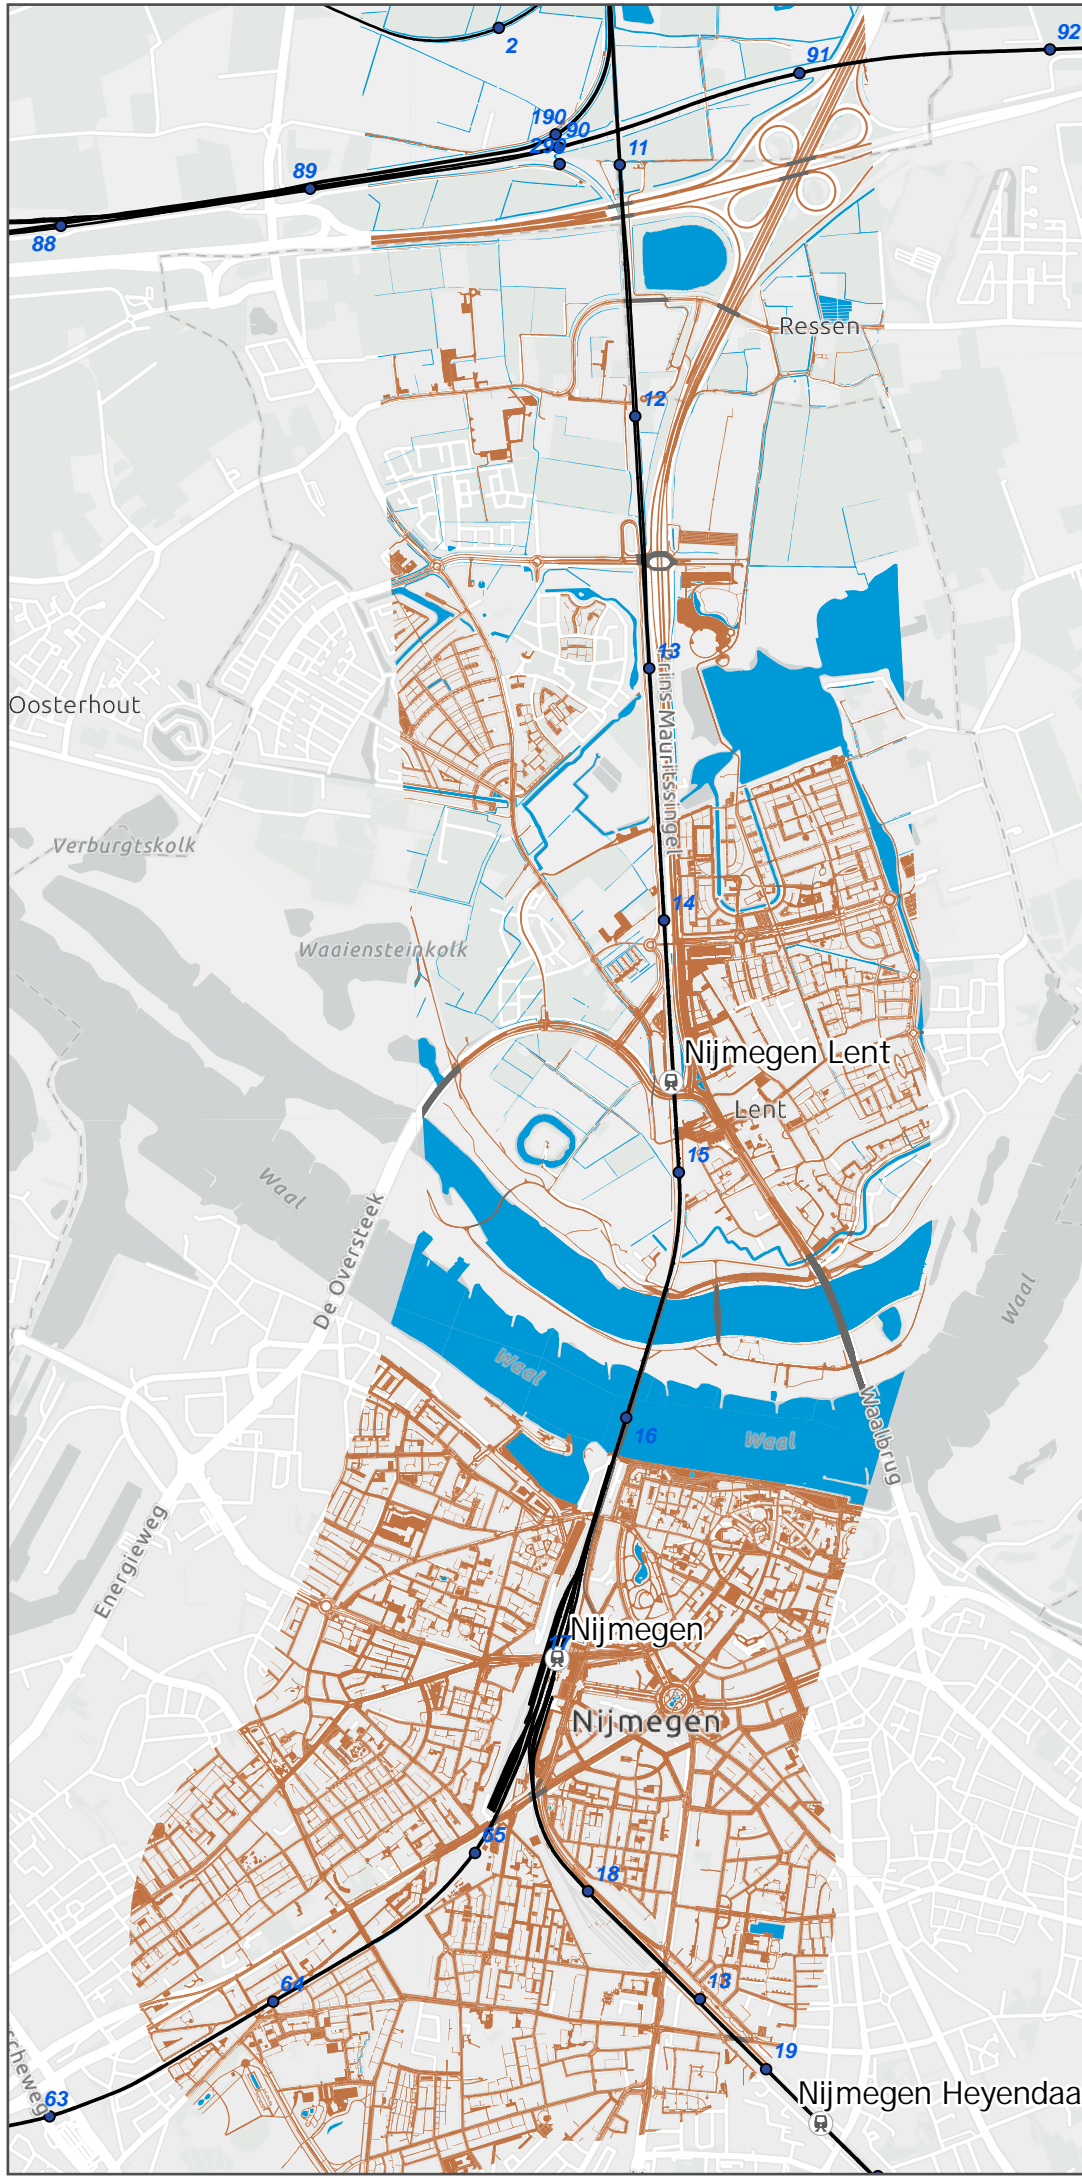 92
2
91
190
90
290
11
89
88
Ressen
12
13
Prins Mauritssingel
Oosterhout
Verburgtskolk
14
Waaiensteinkolk
Nijmegen Lent
Lent
15
Waal
De Oversteek
Waal
Waal
Waalbrug
16
Waal
Energieweg
Nijmegen
17
Nijmegen
65
18
64
13
19
63
scheweg
Nijmegen Heyendaa